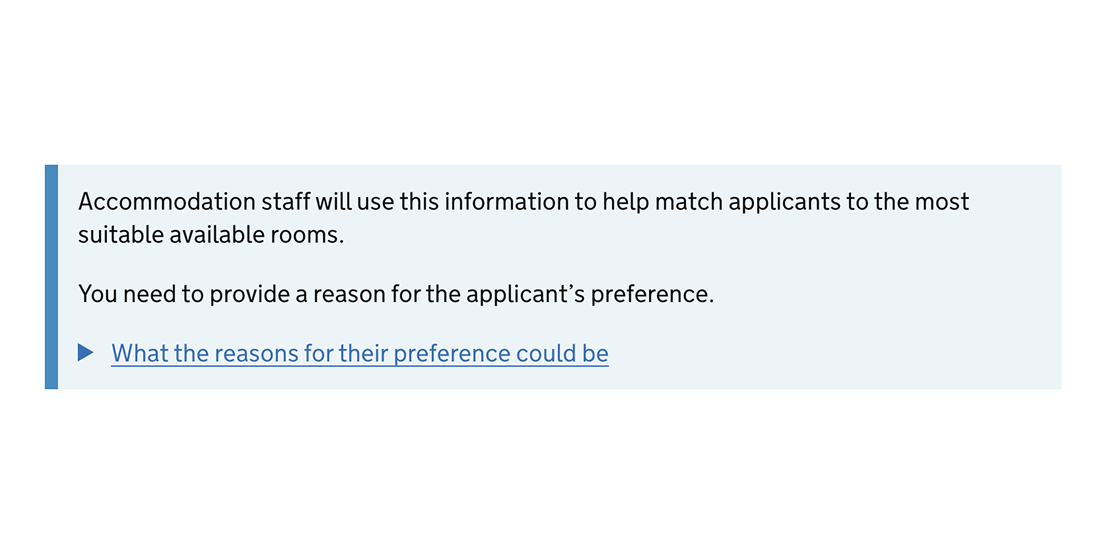 Accommodation staff will use this information to help match applicants to the most
suitable available rooms.
You need to provide a reason for the applicant’s preference.
What the reasons for their preference could be